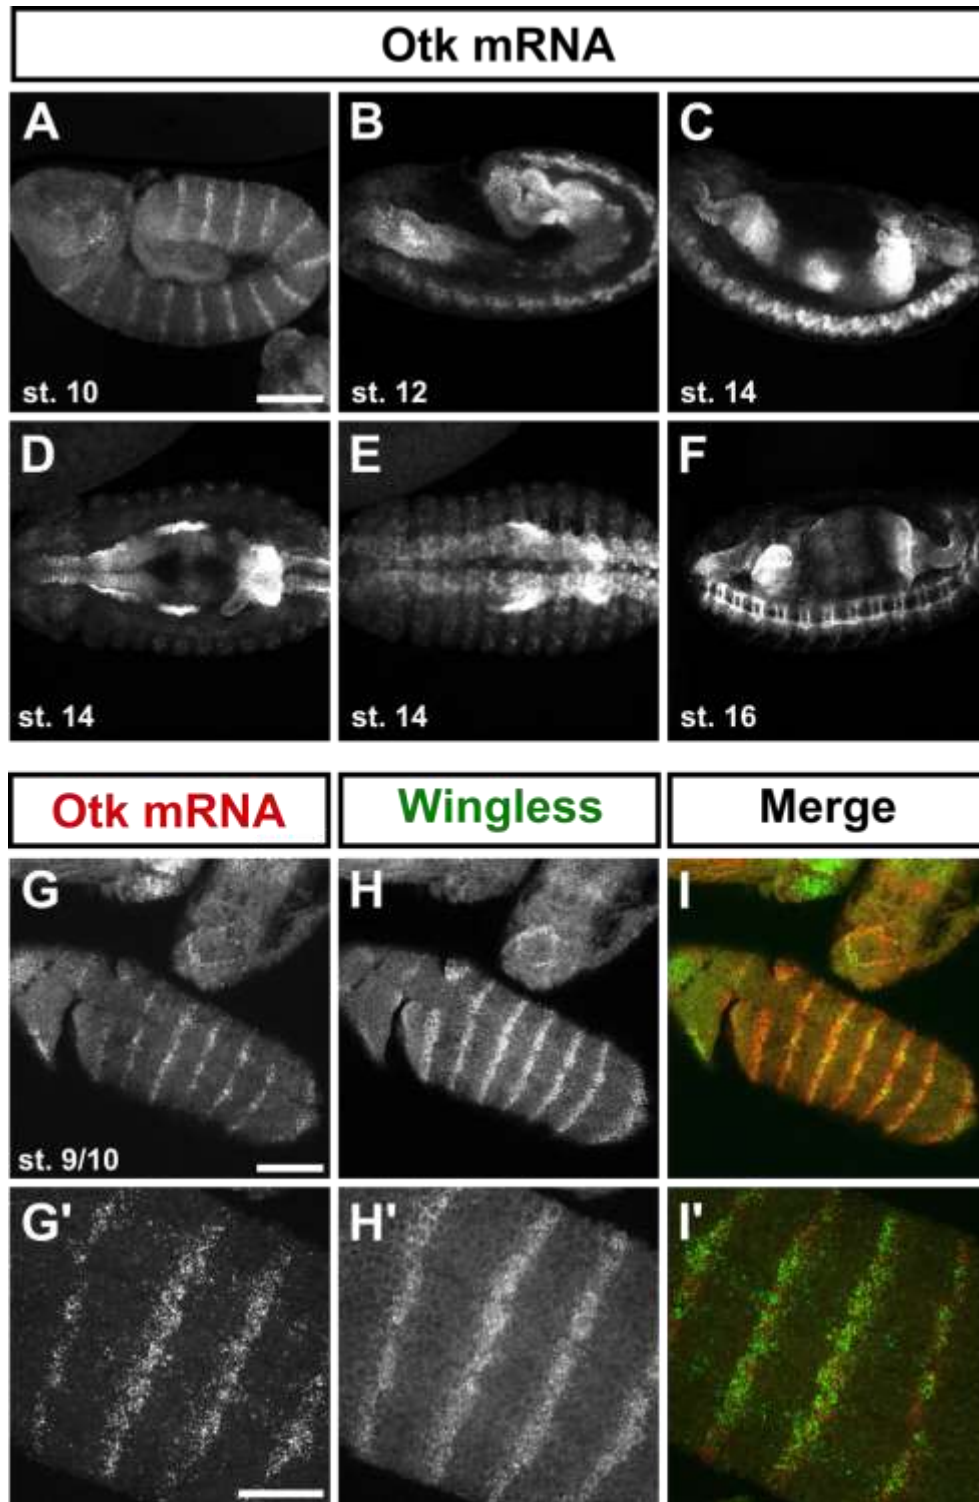 Otk mRNA
A B C
st. 10 st. 12 st. 14
D E F
st. 14 st. 14 st. 16
Otk mRNA Wingless Merge
G H I
st. 9/10
G' H' I'